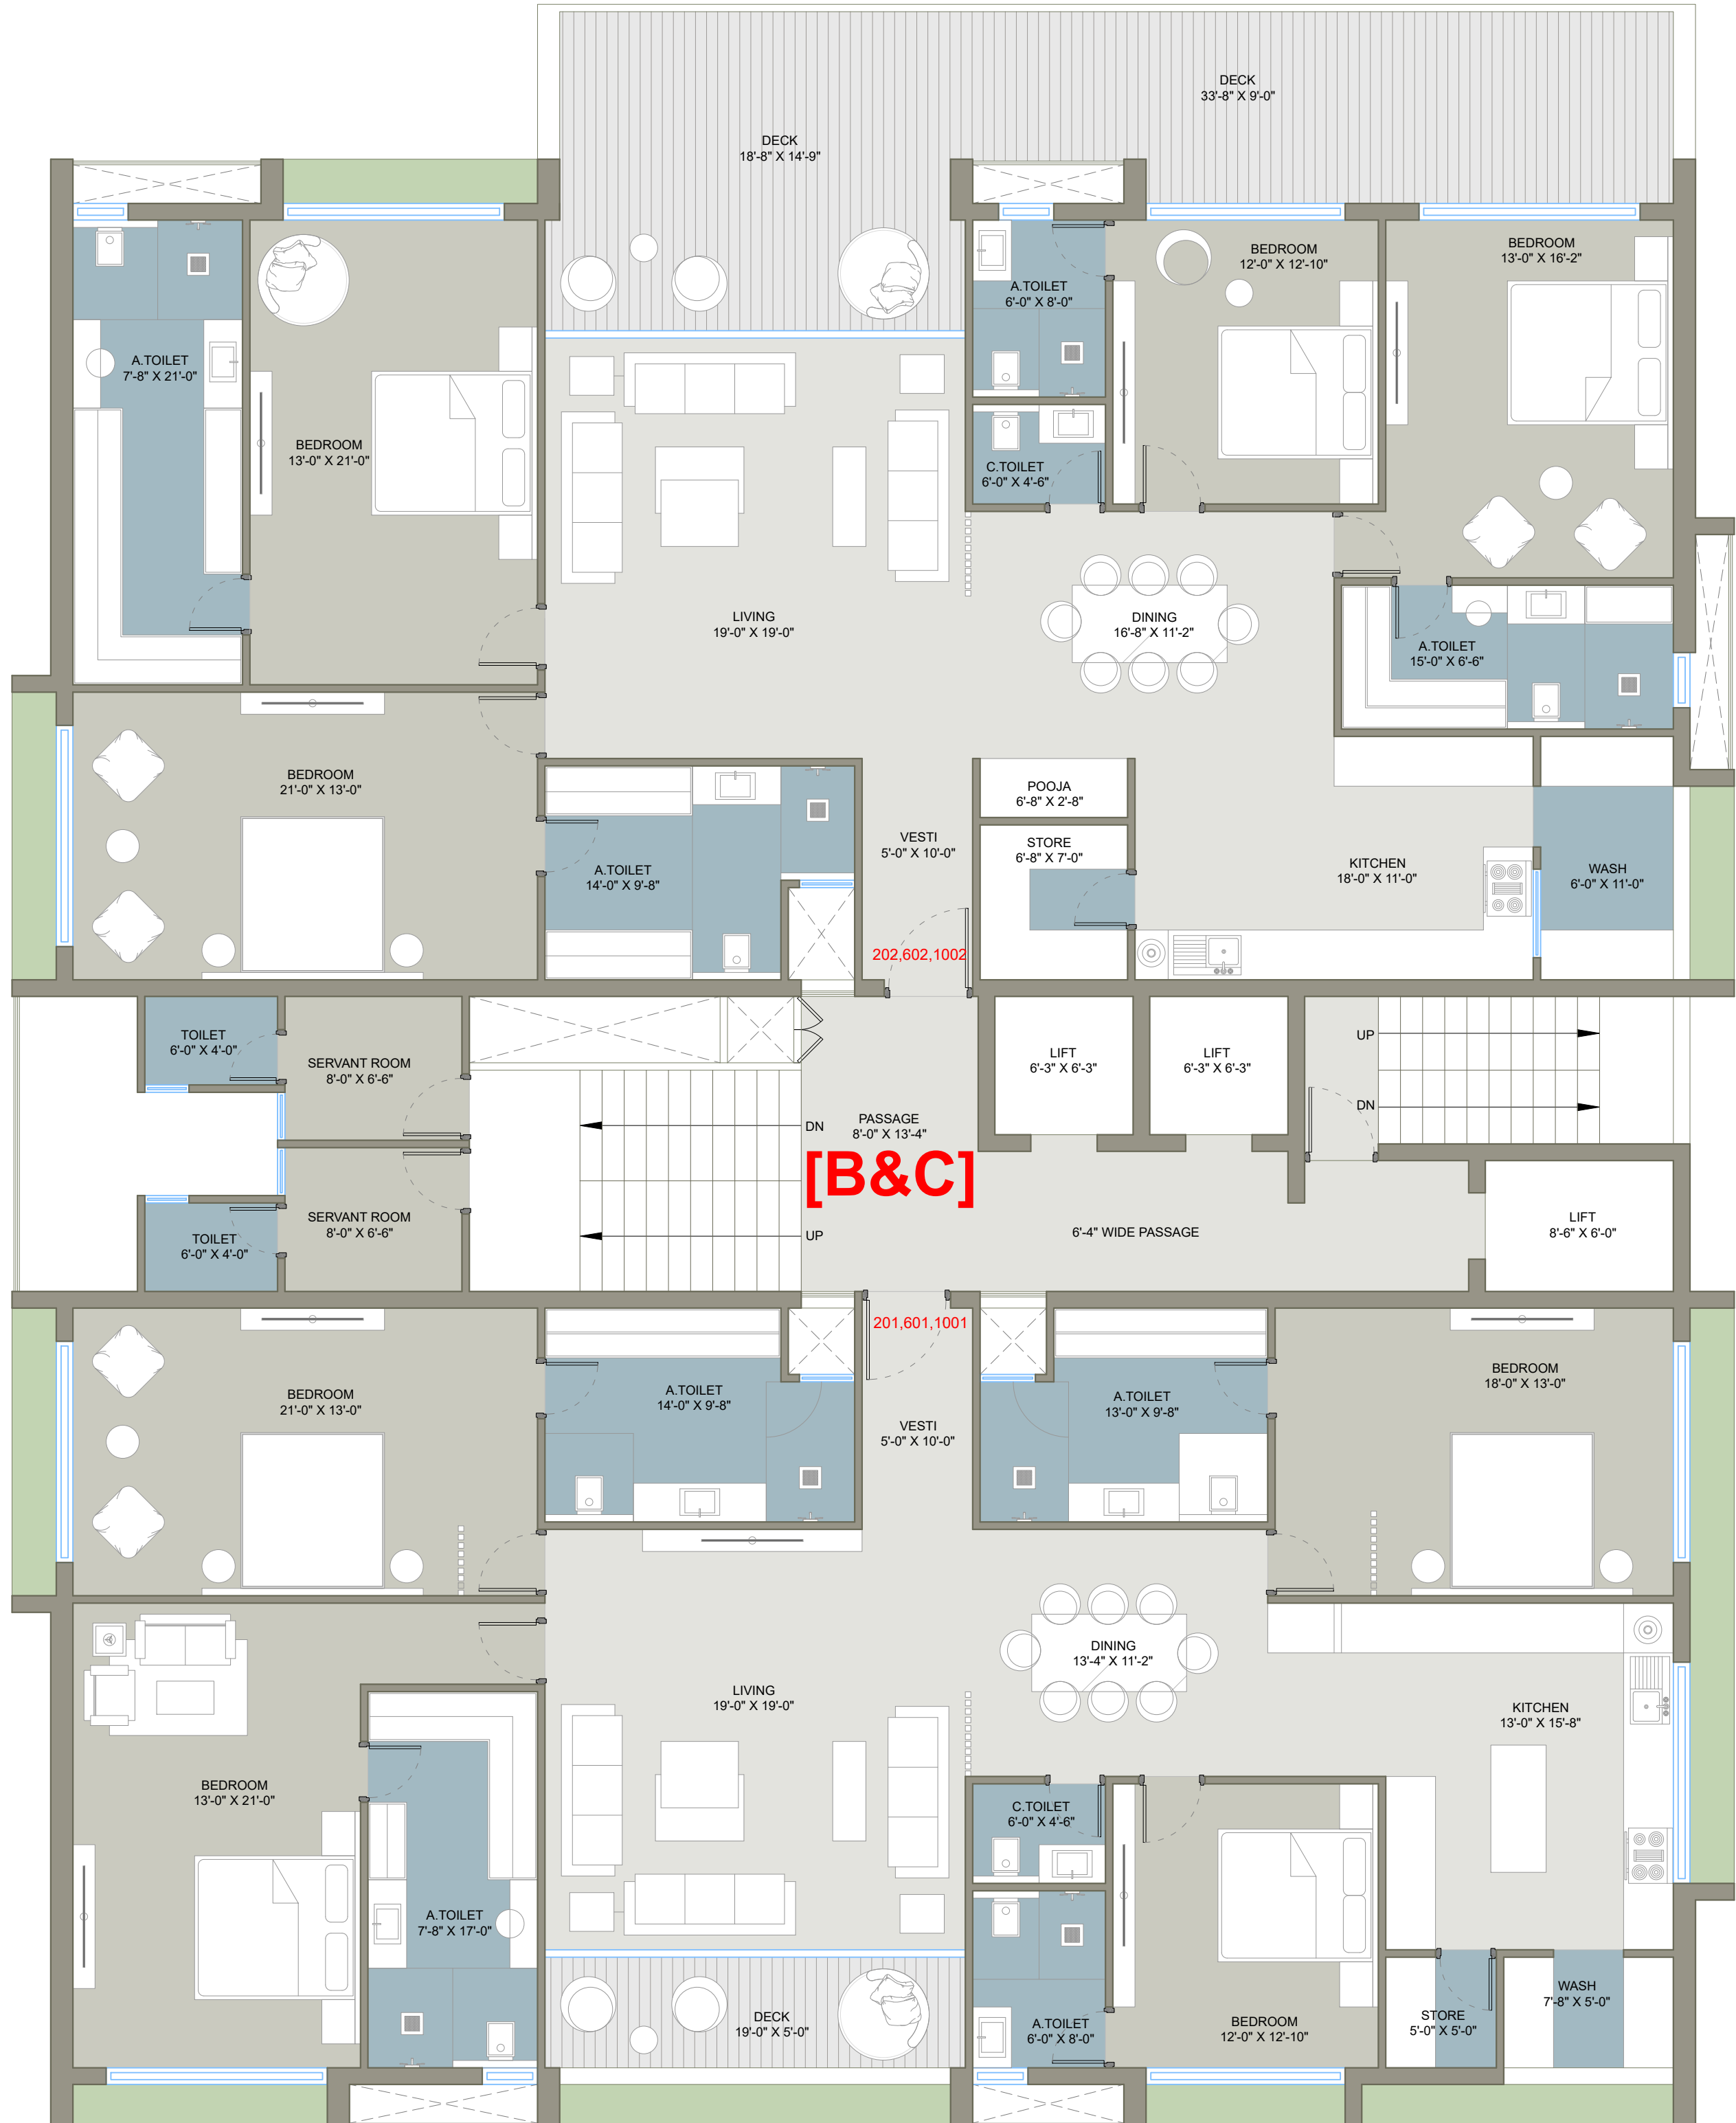 DECK
33'-8" X 9'-0"
DECK
18'-8" X 14'-9"
BEDROOM
12'-0" X 12'-10"
BEDROOM
13'-0" X 16'-2"
A.TOILET
6'-0" X 8'-0"
A.TOILET
7'-8" X 21'-0"
BEDROOM
13'-0" X 21'-0"
C.TOILET
6'-0" X 4'-6"
LIVING
19'-0" X 19'-0"
DINING
16'-8" X 11'-2"
A.TOILET
15'-0" X 6'-6"
BEDROOM
21'-0" X 13'-0"
POOJA
6'-8" X 2'-8"
VESTI
5'-0" X 10'-0"
STORE
6'-8" X 7'-0"
A.TOILET
14'-0" X 9'-8"
KITCHEN
18'-0" X 11'-0"
WASH
6'-0" X 11'-0"
202,602,1002
TOILET
6'-0" X 4'-0"
SERVANT ROOM
8'-0" X 6'-6"
LIFT
6'-3" X 6'-3"
LIFT
6'-3" X 6'-3"
UP
DN
PASSAGE
8'-0" X 13'-4"
DN
[B&C]
SERVANT ROOM
8'-0" X 6'-6"
TOILET
6'-0" X 4'-0"
UP
6'-4" WIDE PASSAGE
LIFT
8'-6" X 6'-0"
201,601,1001
BEDROOM
21'-0" X 13'-0"
A.TOILET
14'-0" X 9'-8"
VESTI
5'-0" X 10'-0"
A.TOILET
13'-0" X 9'-8"
BEDROOM
18'-0" X 13'-0"
LIVING
19'-0" X 19'-0"
DINING
13'-4" X 11'-2"
KITCHEN
13'-0" X 15'-8"
BEDROOM
13'-0" X 21'-0"
C.TOILET
6'-0" X 4'-6"
A.TOILET
7'-8" X 17'-0"
DECK
19'-0" X 5'-0"
A.TOILET
6'-0" X 8'-0"
BEDROOM
12'-0" X 12'-10"
STORE
5'-0" X 5'-0"
WASH
7'-8" X 5'-0"